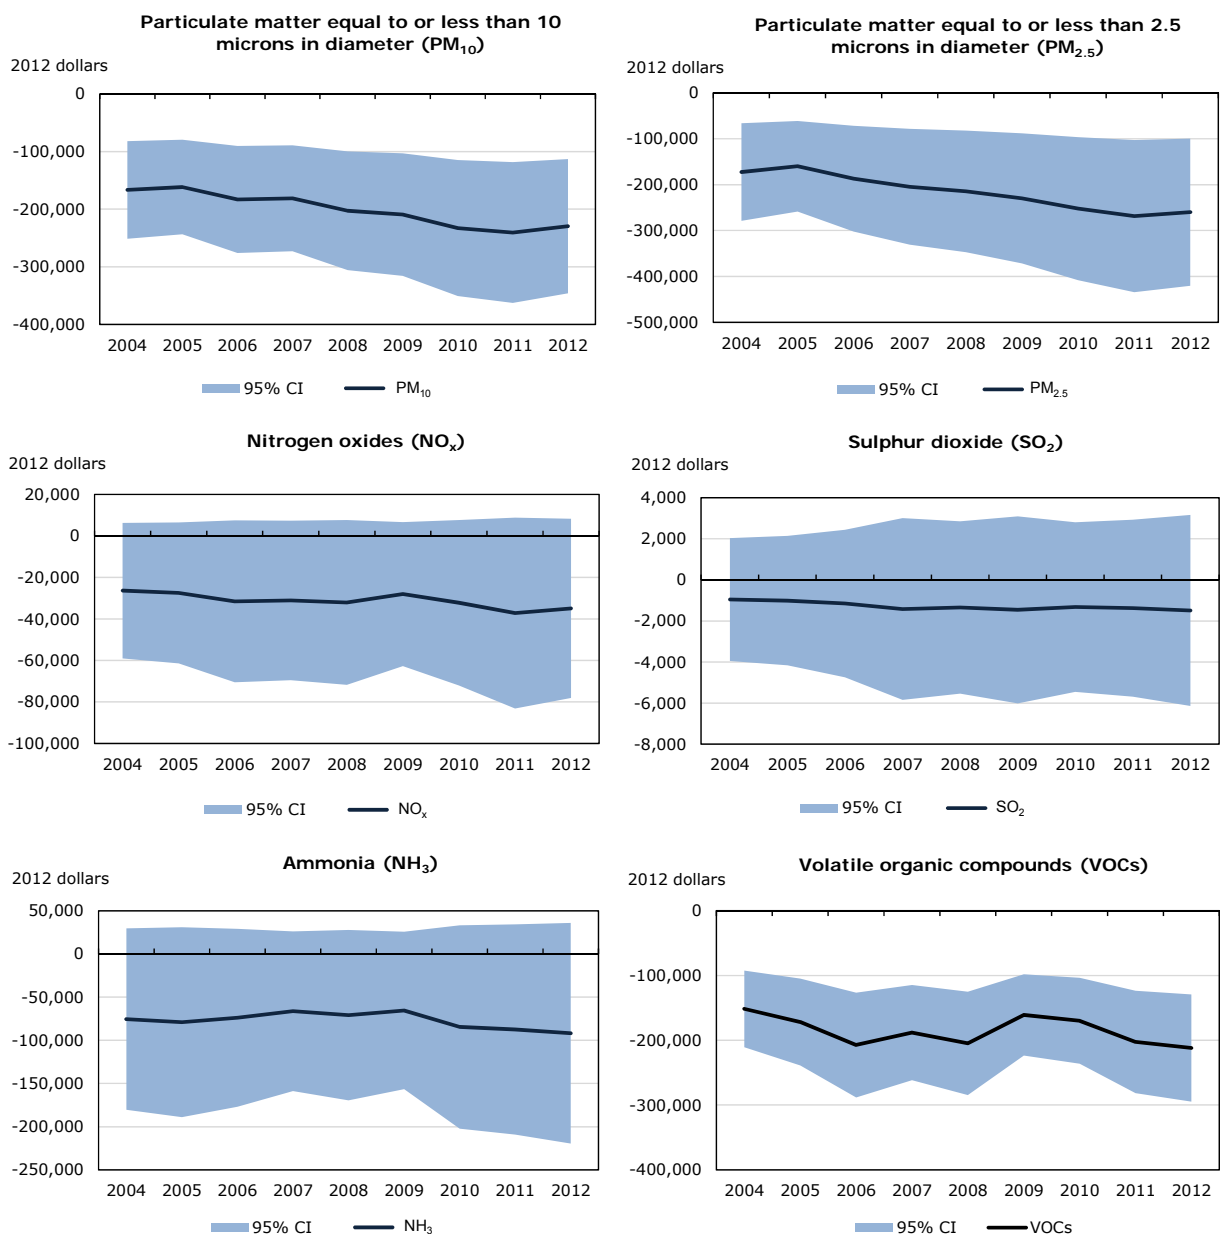 Particulate matter equal to or less than 10
microns in diameter (PM₁₀)
2012 dollars
0
-100,000
-200,000
-300,000
-400,000
2004 2005 2006 2007 2008 2009 2010 2011 2012
95% CI PM₁₀
Particulate matter equal to or less than 2.5
microns in diameter (PM₂.₅)
2012 dollars
0
-100,000
-200,000
-300,000
-400,000
-500,000
2004 2005 2006 2007 2008 2009 2010 2011 2012
95% CI PM₂.₅
Nitrogen oxides (NOₓ)
2012 dollars
20,000
0
-20,000
-40,000
-60,000
-80,000
-100,000
2004 2005 2006 2007 2008 2009 2010 2011 2012
95% CI NOₓ
Sulphur dioxide (SO₂)
2012 dollars
4,000
2,000
0
-2,000
-4,000
-6,000
-8,000
2004 2005 2006 2007 2008 2009 2010 2011 2012
95% CI SO₂
Ammonia (NH₃)
2012 dollars
50,000
0
-50,000
-100,000
-150,000
-200,000
-250,000
2004 2005 2006 2007 2008 2009 2010 2011 2012
95% CI NH₃
Volatile organic compounds (VOCs)
2012 dollars
0
-100,000
-200,000
-300,000
-400,000
2004 2005 2006 2007 2008 2009 2010 2011 2012
95% CI VOCs